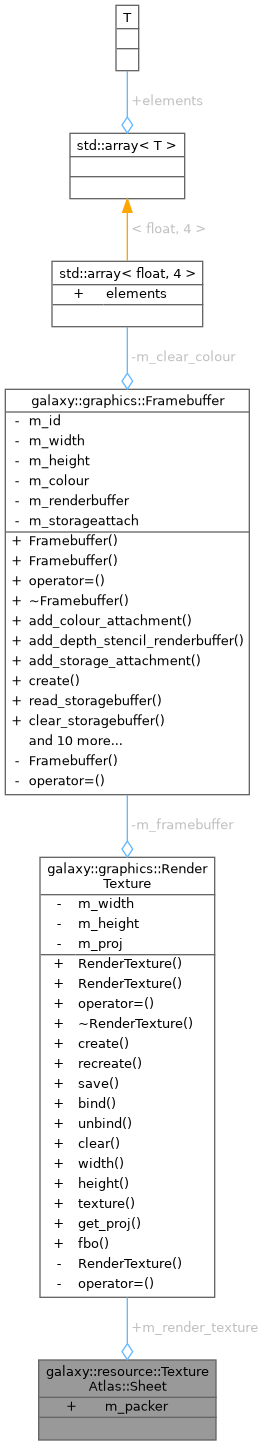 T
+elements
std::array< T >
< float, 4 >
std::array< float, 4 >
+ elements
-m_clear_colour
galaxy::graphics::Framebuffer
- m_id
- m_width
- m_height
- m_colour
- m_renderbuffer
- m_storageattach
+ Framebuffer()
+ Framebuffer()
+ operator=()
+ ~Framebuffer()
+ add_colour_attachment()
+ add_depth_stencil_renderbuffer()
+ add_storage_attachment()
+ create()
+ read_storagebuffer()
+ clear_storagebuffer()
and 10 more...
- Framebuffer()
- operator=()
-m_framebuffer
galaxy::graphics::Render
Texture
- m_width
- m_height
- m_proj
+ RenderTexture()
+ RenderTexture()
+ operator=()
+ ~RenderTexture()
+ create()
+ recreate()
+ save()
+ bind()
+ unbind()
+ clear()
+ width()
+ height()
+ texture()
+ get_proj()
+ fbo()
- RenderTexture()
- operator=()
+m_render_texture
galaxy::resource::Texture
Atlas::Sheet
+ m_packer